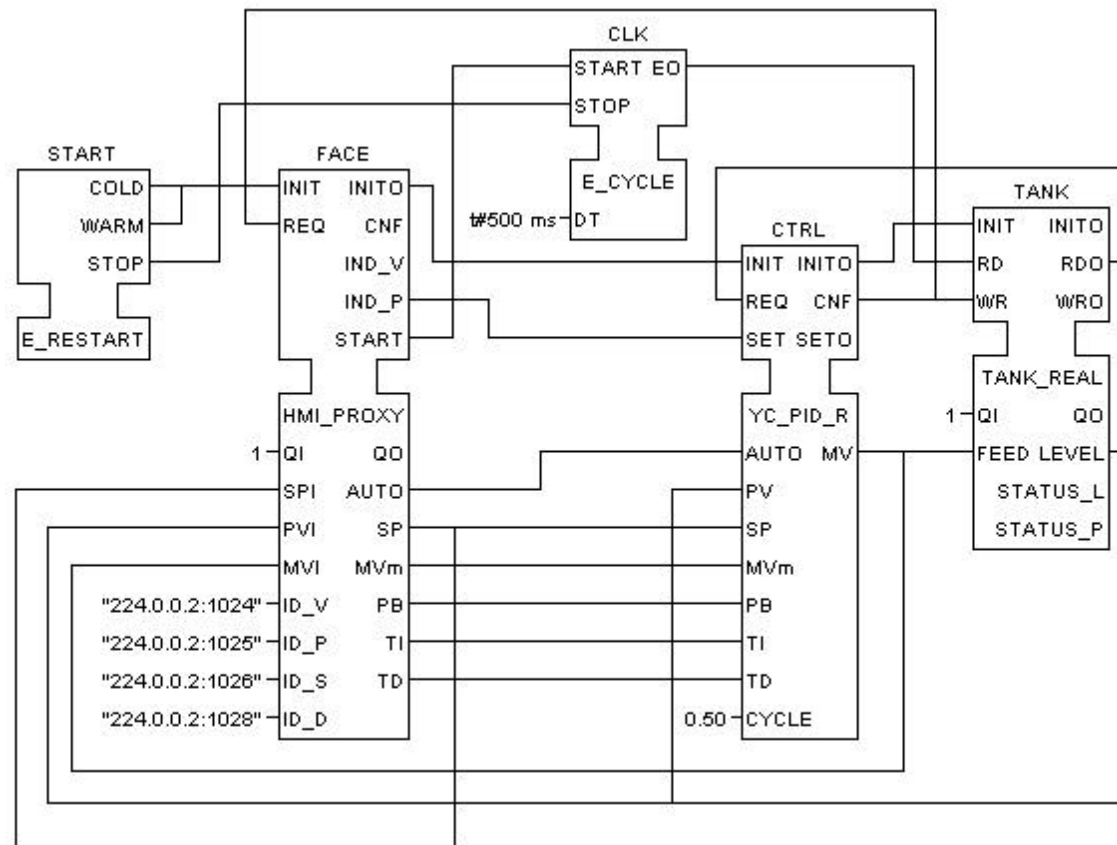 CLK
START EO
STOP
E_CYCLE
t#500 ms DT
START
COLD
WARM
STOP
E_RESTART
FACE
INIT INITO
REQ CNF
IND_V
IND_P
START
HMI_PROXY
1 QI QO
SPI AUTO
PVI SP
MVI MVm
"224.0.0.2:1024" ID_V PB
"224.0.0.2:1025" ID_P TI
"224.0.0.2:1026" ID_S TD
"224.0.0.2:1028" ID_D
CTRL
INIT INITO
REQ CNF
SET SETO
YC_PID_R
AUTO MV
PV
SP
MVm
PB
TI
TD
0.50 CYCLE
TANK
INIT INITO
RD RDO
WR WRO
TANK_REAL
1 QI QO
FEED LEVEL
STATUS_L
STATUS_P